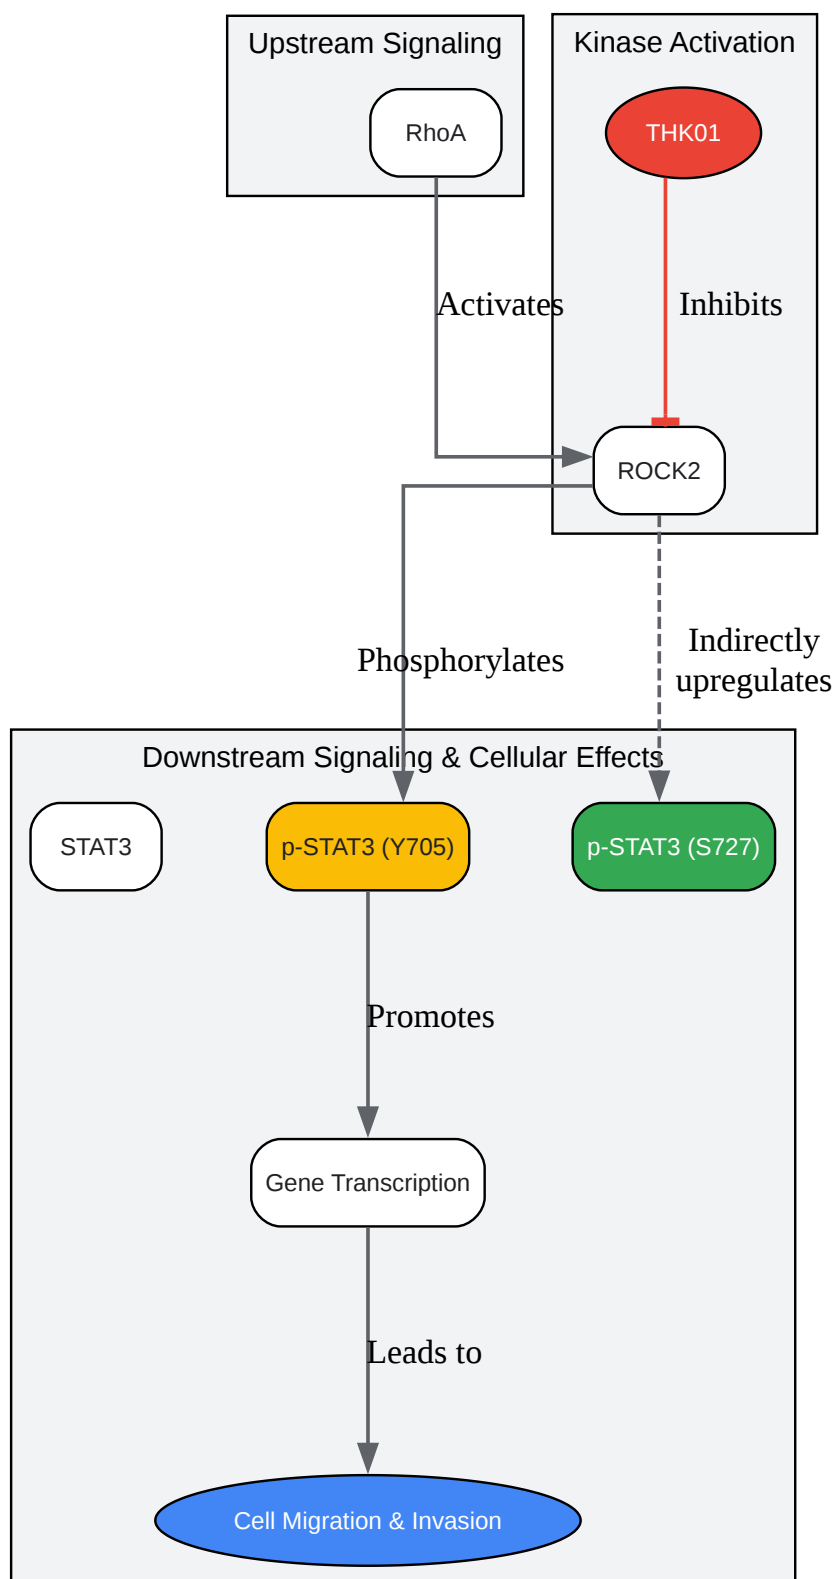 Upstream Signaling
Kinase Activation
RhoA
THK01
Activates
Inhibits
ROCK2
Phosphorylates
Indirectly
upregulates
Downstream Signaling & Cellular Effects
STAT3
p-STAT3 (Y705)
p-STAT3 (S727)
Promotes
Gene Transcription
Leads to
Cell Migration & Invasion